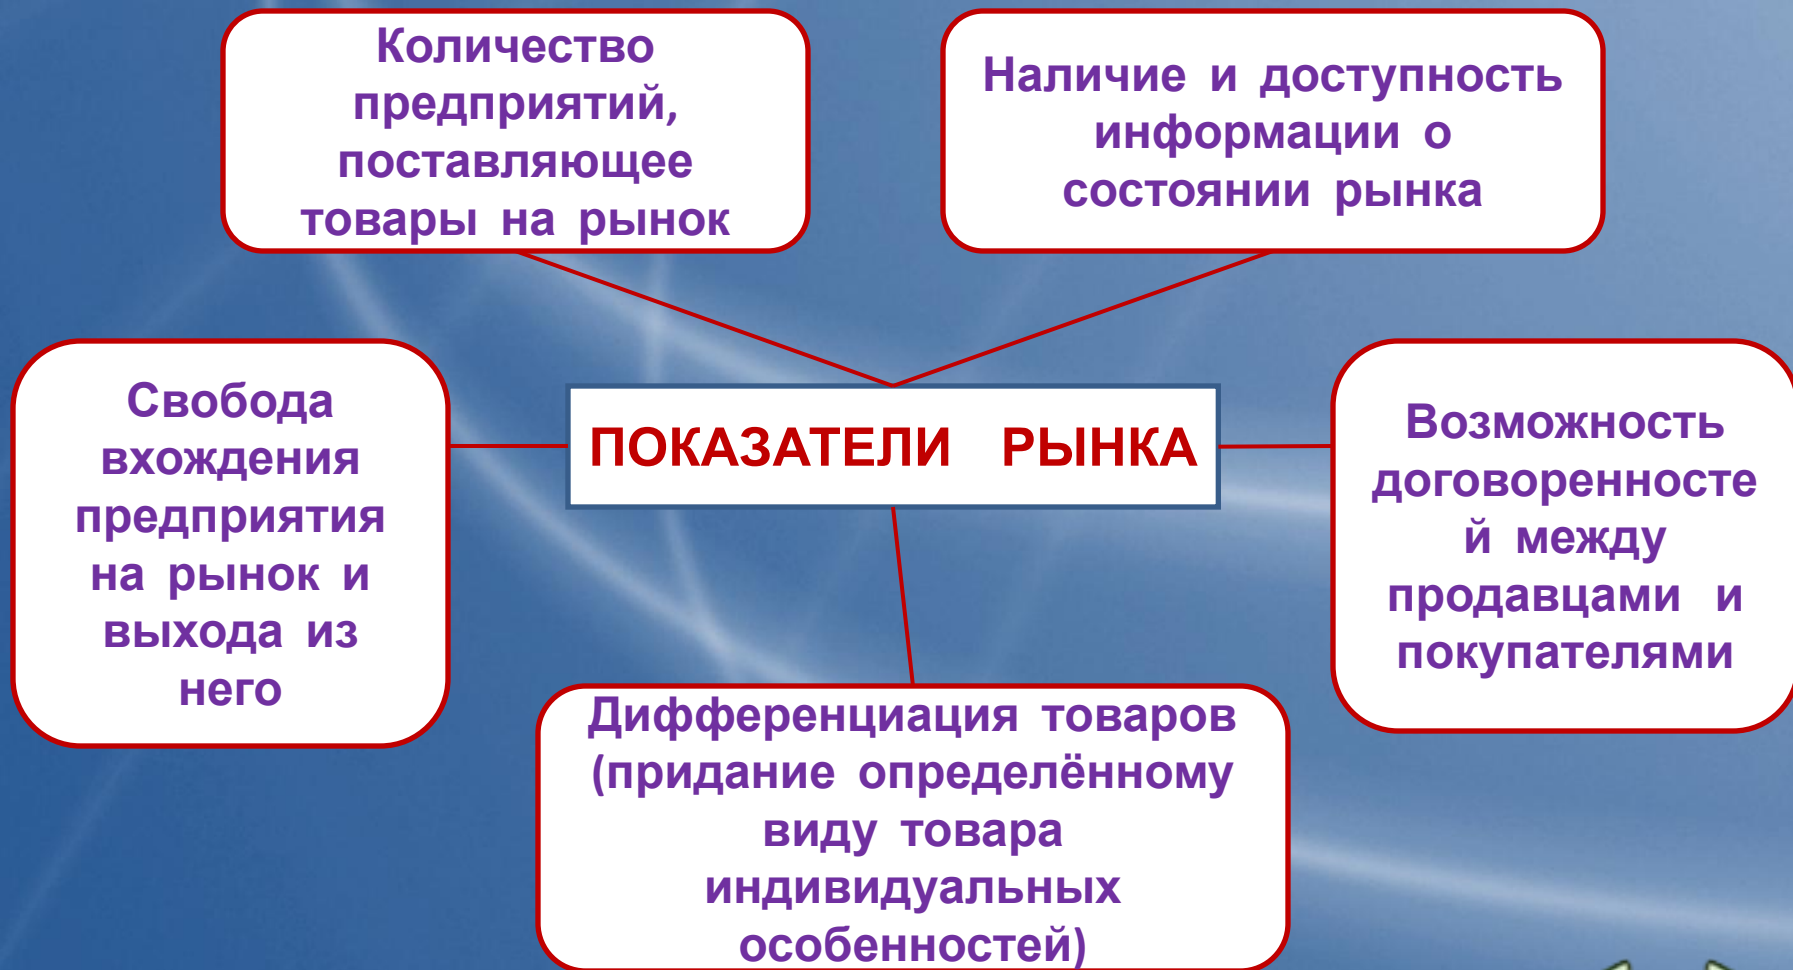 Количество
предприятий,
поставляющее
товары на рынок
Наличие и доступность
информации о
состоянии рынка
Свобода
вхождения
предприятия
на рынок и
выхода из
него
ПОКАЗАТЕЛИ РЫНКА
Возможность
договоренносте
й между
продавцами и
покупателями
Дифференциация товаров
(придание определённому
виду товара
индивидуальных
особенностей)